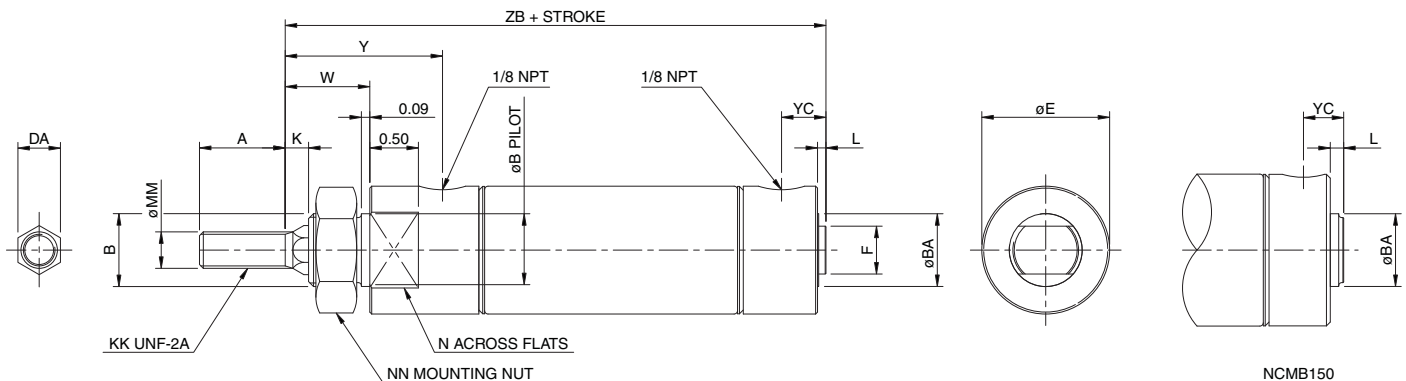 ZB + STROKE
Y
W
1/8 NPT
1/8 NPT
0.09
0.50
YC
L
øB PILOT
DA
A
K
øMM
B
F
øBA
øE
YC
L
øBA
KK UNF-2A
N ACROSS FLATS
NN MOUNTING NUT
NCMB150